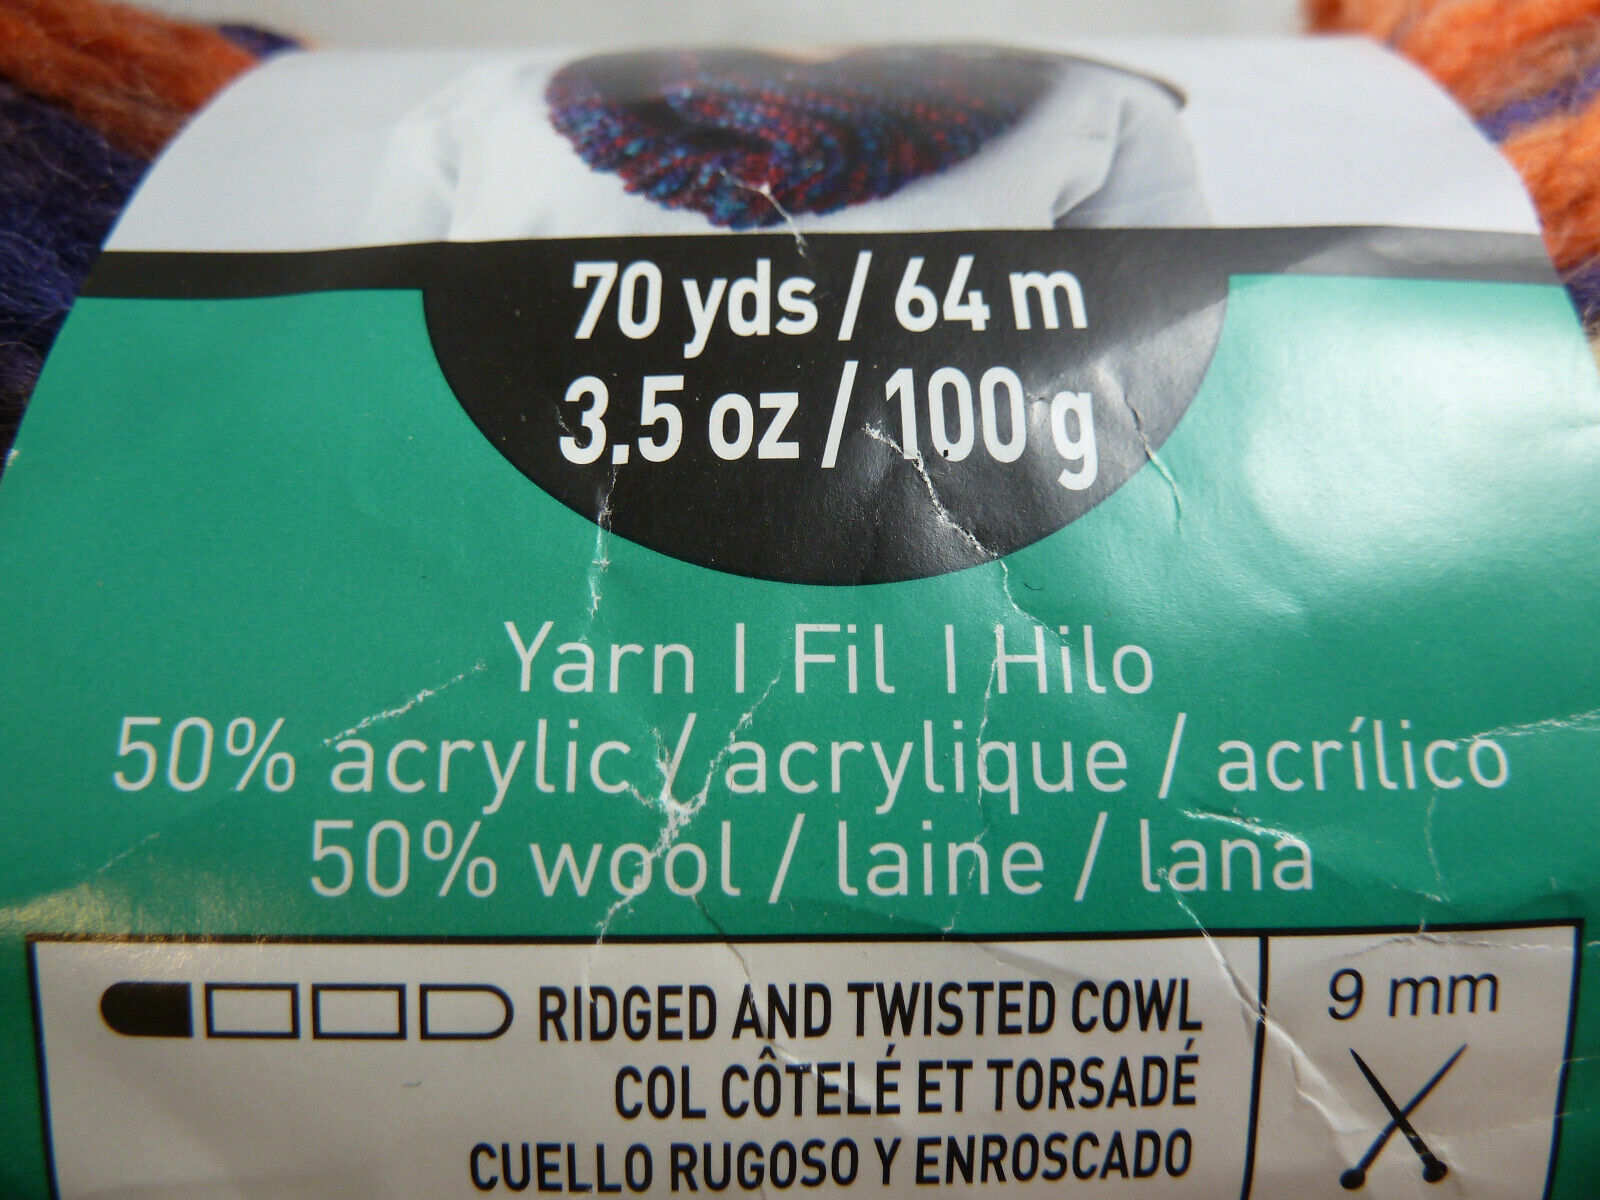 70 yds / 64 m
3.5 oz / 100 g
Yarn | Fil | Hilo
50% acrylic / acrylique / acrílico
50% wool / laine / lana
RIDGED AND TWISTED COWL
COL CÔTELÉ ET TORSADÉ
CUELLO RUGOSO Y ENROSCADO
9 mm